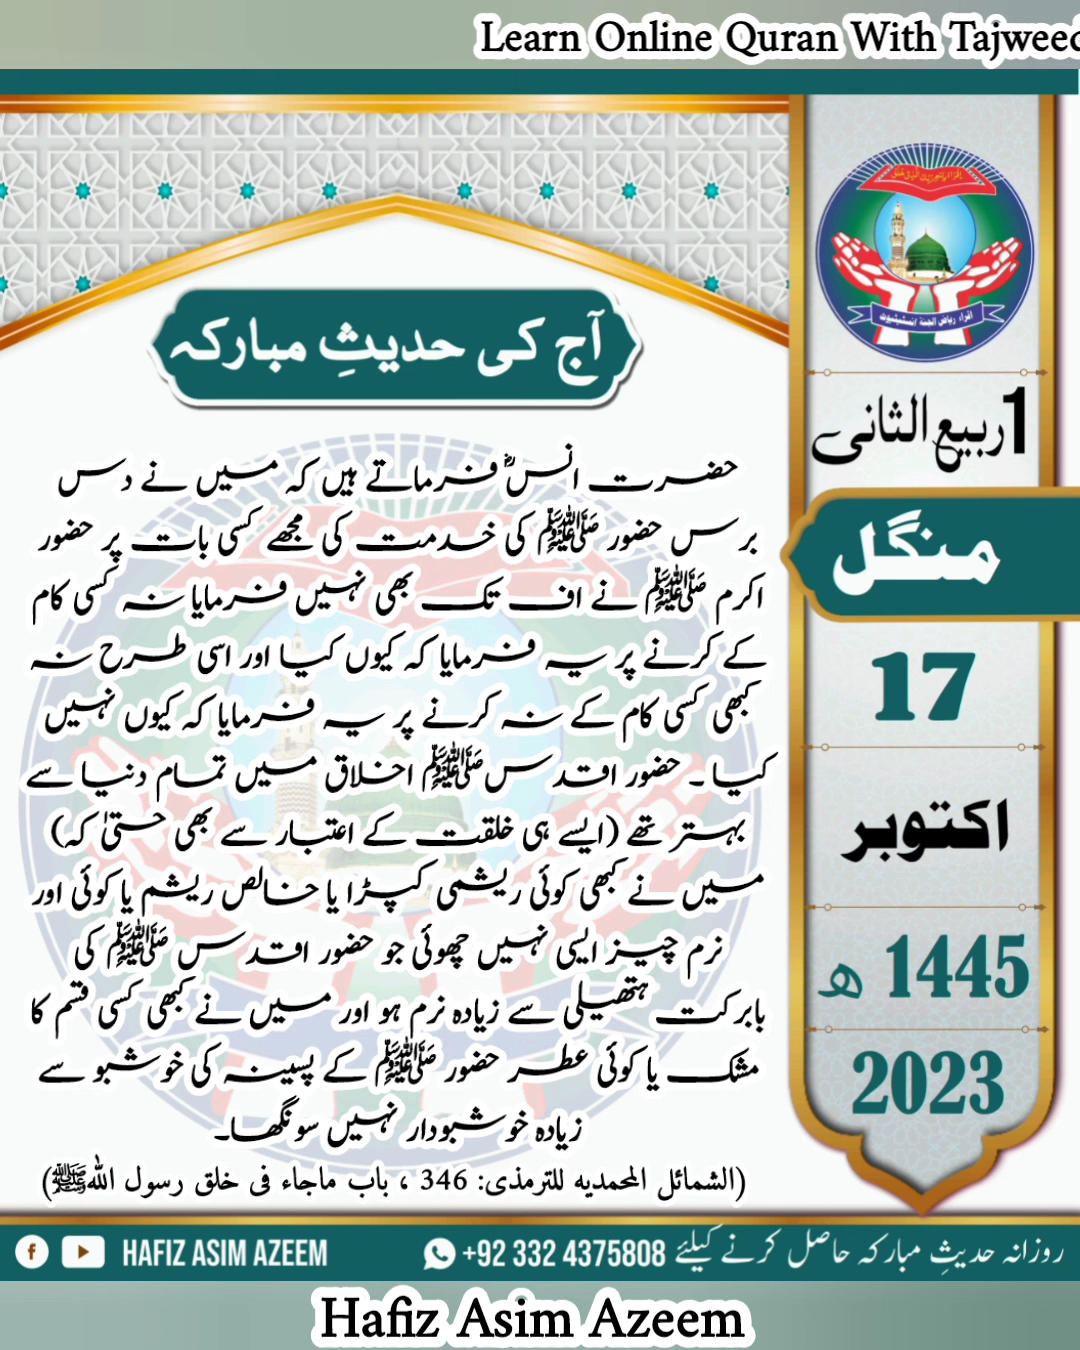 Learn Online Quran With Tajweed
آج کی حدیثِ مبارکہ
حضرت انسؓ فرماتے ہیں کہ میں نے دس
برس حضور ﷺ کی خدمت کی مجھے کسی بات پر حضور
اکرم ﷺ نے اف تک بھی نہیں فرمایا نہ کسی کام
کے کرنے پر یہ فرمایا کہ کیوں کیا اور اسی طرح نہ
کبھی کسی کام کے نہ کرنے پر یہ فرمایا کہ کیوں نہیں
کیا۔ حضور اقدس ﷺ اخلاق میں تمام دنیا سے
بہتر تھے (ایسے ہی خلقت کے اعتبار سے بھی حتیٰ کہ)
میں نے کبھی کوئی ریشمی کپڑا یا خالص ریشم یا کوئی اور
نرم چیز ایسی نہیں چھوئی جو حضور اقدس ﷺ کی
بابرکت ہتھیلی سے زیادہ نرم ہو اور میں نے کبھی کسی قسم کا
مشک یا کوئی عطر حضور ﷺ کے پسینہ کی خوشبو سے
زیادہ خوشبودار نہیں سونگھا۔
(الشمائل المحمدیہ للترمذی: 346 ، باب ماجاء فی خلق رسول اللہ ﷺ)
اقراء ریاض الجنۃ انسٹیٹیوٹ
1 ربیع الثانی
منگل
17
اکتوبر
1445 ھ
2023
روزانہ حدیثِ مبارکہ حاصل کرنے کیلئے +92 332 4375808
HAFIZ ASIM AZEEM
Hafiz Asim Azeem